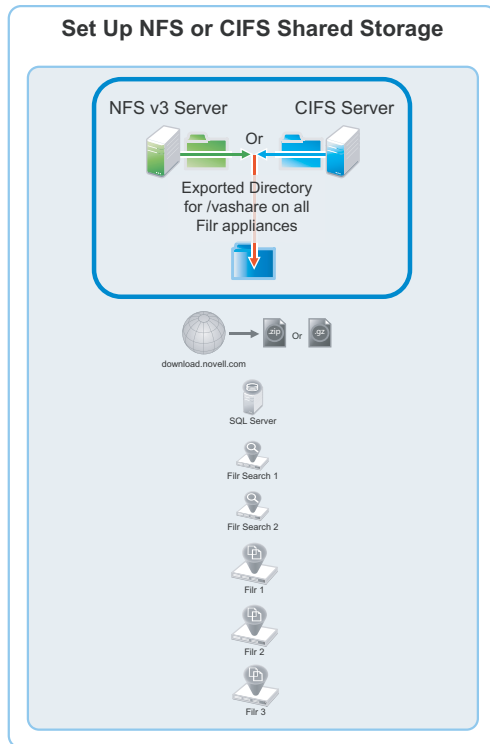 Set Up NFS or CIFS Shared Storage
NFS v3 Server
CIFS Server
Or
Exported Directory
for /vashare on all
Filr appliances
.zip
Or
.gz
download.novell.com
SQL Server
Filr Search 1
Filr Search 2
Filr 1
Filr 2
Filr 3